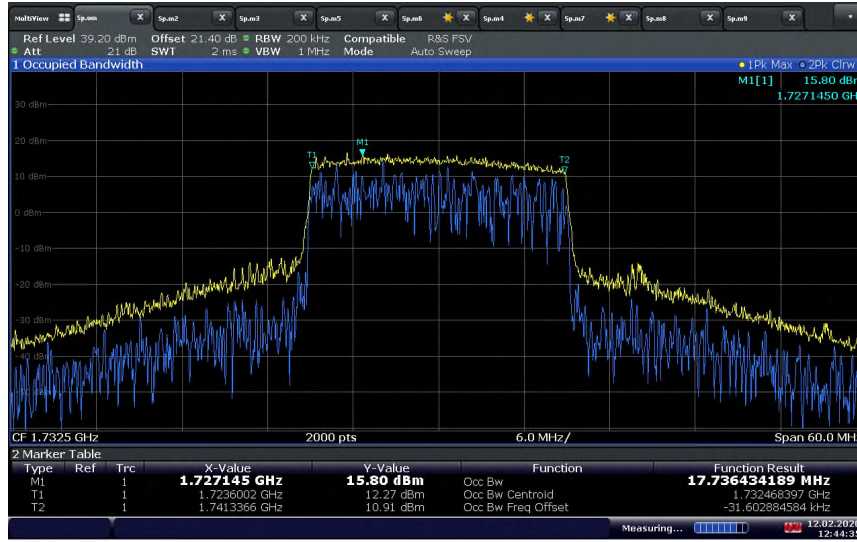 MultiView Sp.um X Sp.m2 X Sp.m3 X Sp.m5 X Sp.m6 X Sp.m4 X Sp.m7 X Sp.m8 X Sp.m9 X
Ref Level 39.20 dBm Offset 21.40 dB RBW 200 kHz Compatible R&S FSV
Att 21 dB SWT 2 ms VBW 1 MHz Mode Auto Sweep
1 Occupied Bandwidth 1Pk Max 2Pk Clrw
M1[1] 15.80 dBm
1.7271450 GH
30 dBm
20 dBm
M1
T1
T2
10 dBm
0 dBm
-10 dBm
-20 dBm
-30 dBm
-40 dBm
CF 1.7325 GHz 2000 pts 6.0 MHz/ Span 60.0 MH
2 Marker Table
Type Ref Trc X-Value Y-Value Function Function Result
M1 1 1.727145 GHz 15.80 dBm Occ Bw 17.736434189 MHz
T1 1 1.7236002 GHz 12.27 dBm Occ Bw Centroid 1.732468397 GHz
T2 1 1.7413366 GHz 10.91 dBm Occ Bw Freq Offset -31.602884584 kHz
Measuring... 12.02.2020
12:44:35